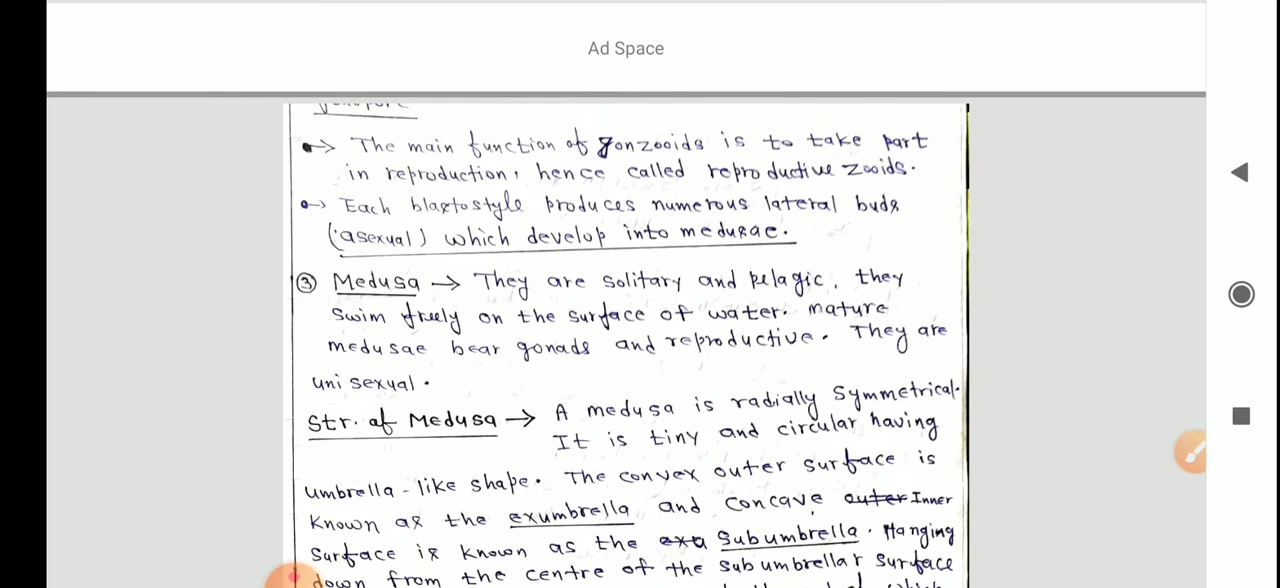 Ad Space
→ The main function of gonzooids is to take part
in reproduction, hence called reproductive zooids.
→ Each blastostyle produces numerous lateral buds
(asexual) which develop into medusae.
③ Medusa → They are solitary and pelagic, they
swim freely on the surface of water. mature
medusae bear gonads and reproductive. They are
unisexual.
Str. of Medusa → A medusa is radially symmetrical.
It is tiny and circular having
umbrella-like shape. The convex outer surface is
known as the exumbrella and concave outer Inner
surface is known as the exa subumbrella. Hanging
down from the centre of the subumbrellar surface